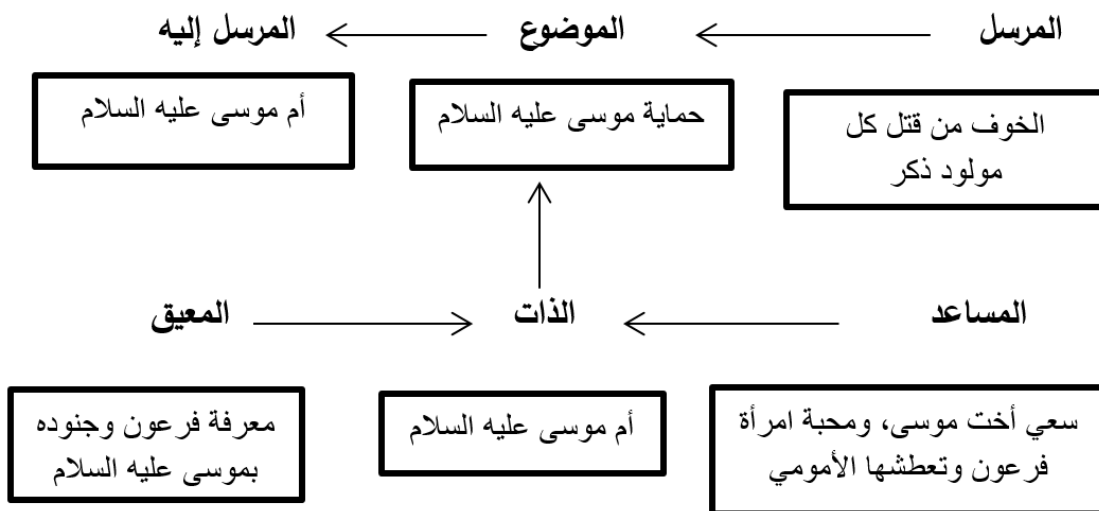 المرسل
الموضوع
المرسل إليه
الخوف من قتل كل
مولود ذكر
حماية موسى عليه السلام
أم موسى عليه السلام
المساعد
الذات
المعيق
سعي أخت موسى، ومحبة امرأة
فرعون وتعطشها الأمومي
أم موسى عليه السلام
معرفة فرعون وجنوده
بموسى عليه السلام